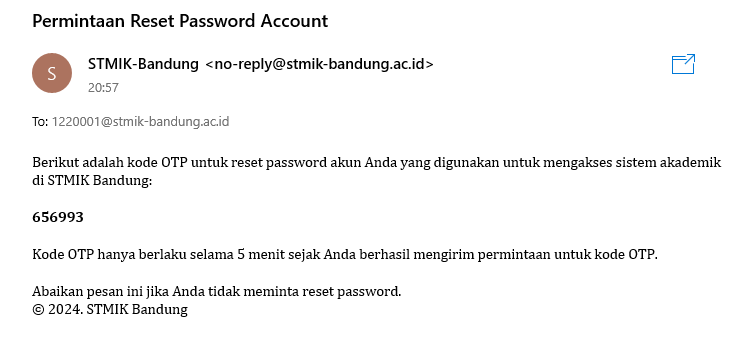 Permintaan Reset Password Account
S
STMIK-Bandung <no-reply@stmik-bandung.ac.id>
20:57
To: 1220001@stmik-bandung.ac.id
Berikut adalah kode OTP untuk reset password akun Anda yang digunakan untuk mengakses sistem akademik
di STMIK Bandung:
656993
Kode OTP hanya berlaku selama 5 menit sejak Anda berhasil mengirim permintaan untuk kode OTP.
Abaikan pesan ini jika Anda tidak meminta reset password.
© 2024. STMIK Bandung